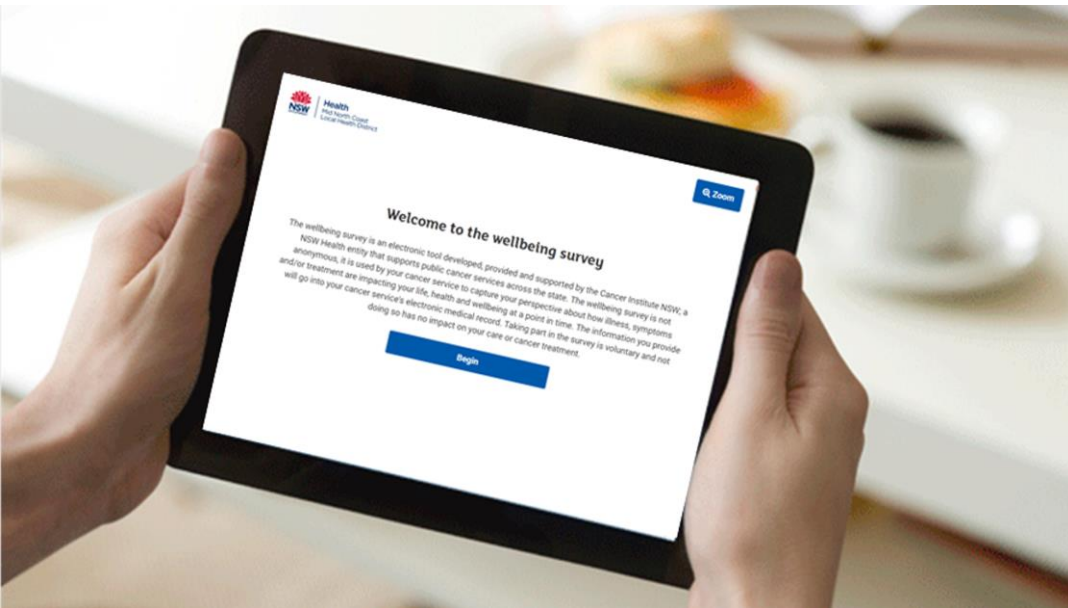 NSW
Health
Mid North Coast
Local Health District
Zoom
Welcome to the wellbeing survey
The wellbeing survey is an electronic tool developed, provided and supported by the Cancer Institute NSW, a
NSW Health entity that supports public cancer services across the state. The wellbeing survey is not
anonymous, it is used by your cancer service to capture your perspective about how illness, symptoms
and/or treatment are impacting your life, health and wellbeing at a point in time. The information you provide
will go into your cancer service's electronic medical record. Taking part in the survey is voluntary and not
doing so has no impact on your care or cancer treatment.
Begin